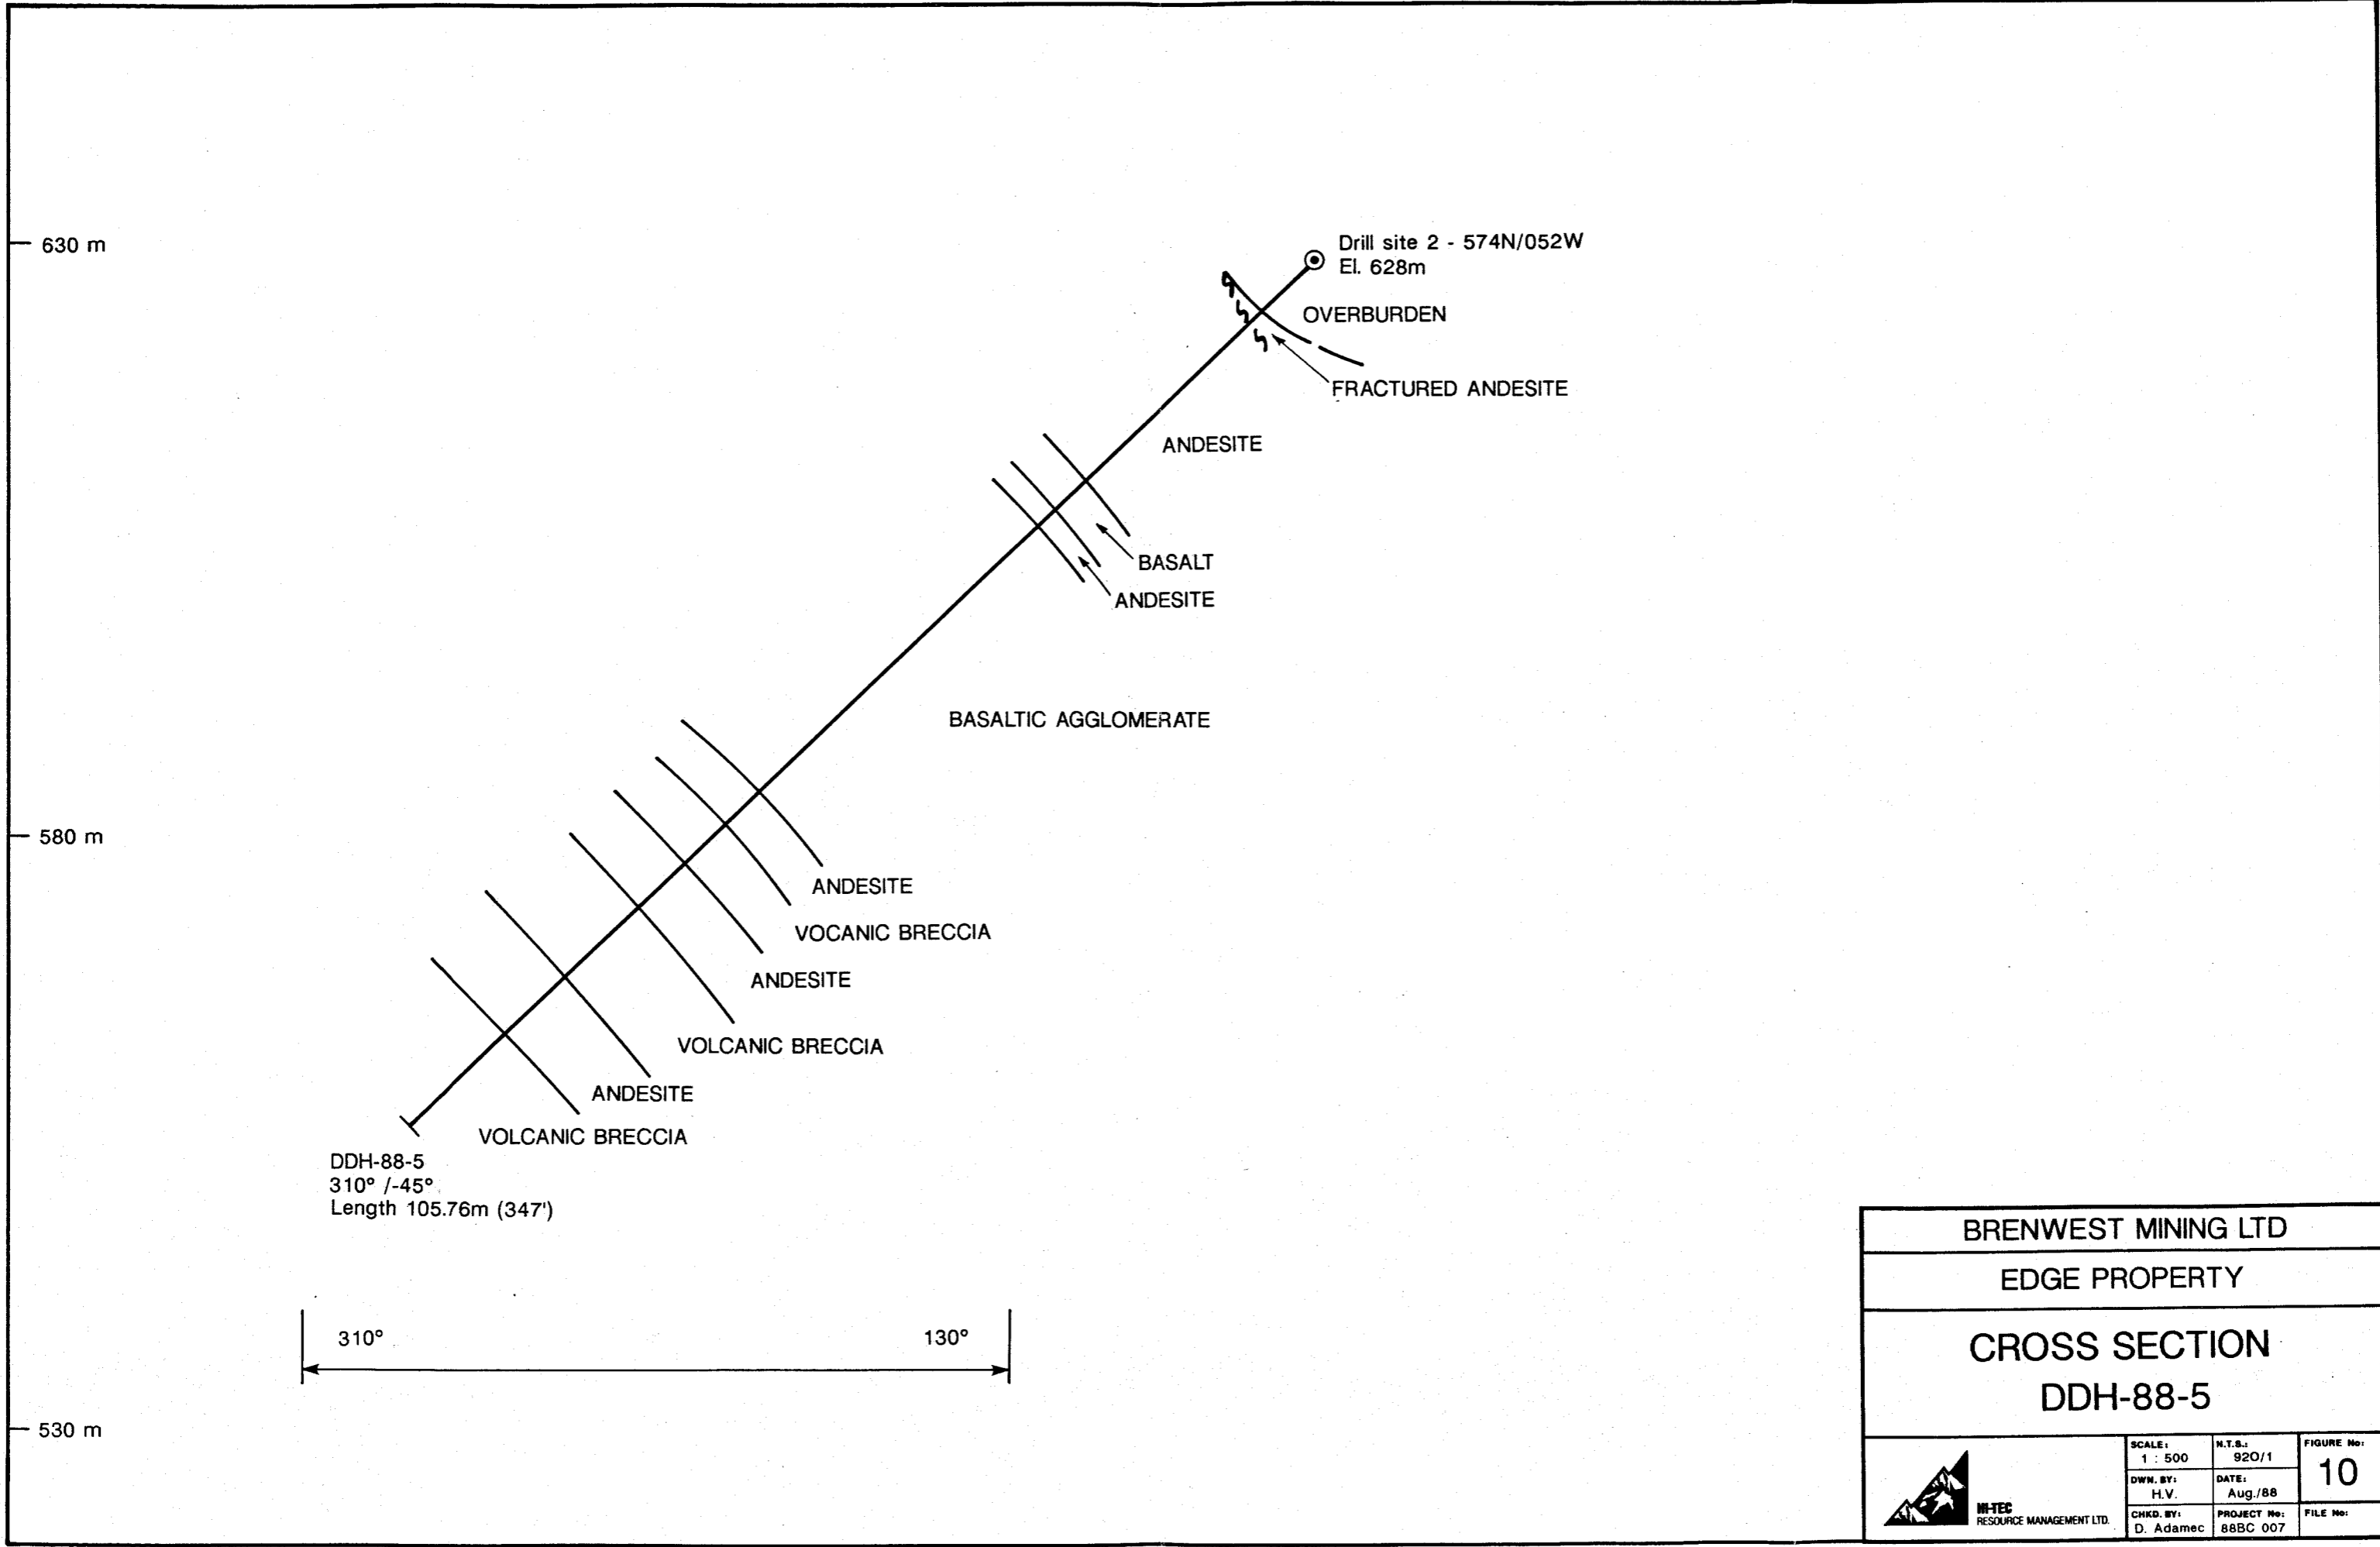 630 m
Drill site 2 - 574N/052W
El. 628m
OVERBURDEN
FRACTURED ANDESITE
ANDESITE
BASALT
ANDESITE
BASALTIC AGGLOMERATE
580 m
ANDESITE
VOCANIC BRECCIA
ANDESITE
VOLCANIC BRECCIA
ANDESITE
VOLCANIC BRECCIA
DDH-88-5
310° /-45°
Length 105.76m (347')
310°
130°
530 m
BRENWEST MINING LTD
EDGE PROPERTY
CROSS SECTION
DDH-88-5
HI-TEC
RESOURCE MANAGEMENT LTD.
SCALE:
1 : 500
N.T.S.:
92O/1
FIGURE No:
10
DWN. BY:
H.V.
DATE:
Aug./88
CHKD. BY:
D. Adamec
PROJECT No:
88BC 007
FILE No: